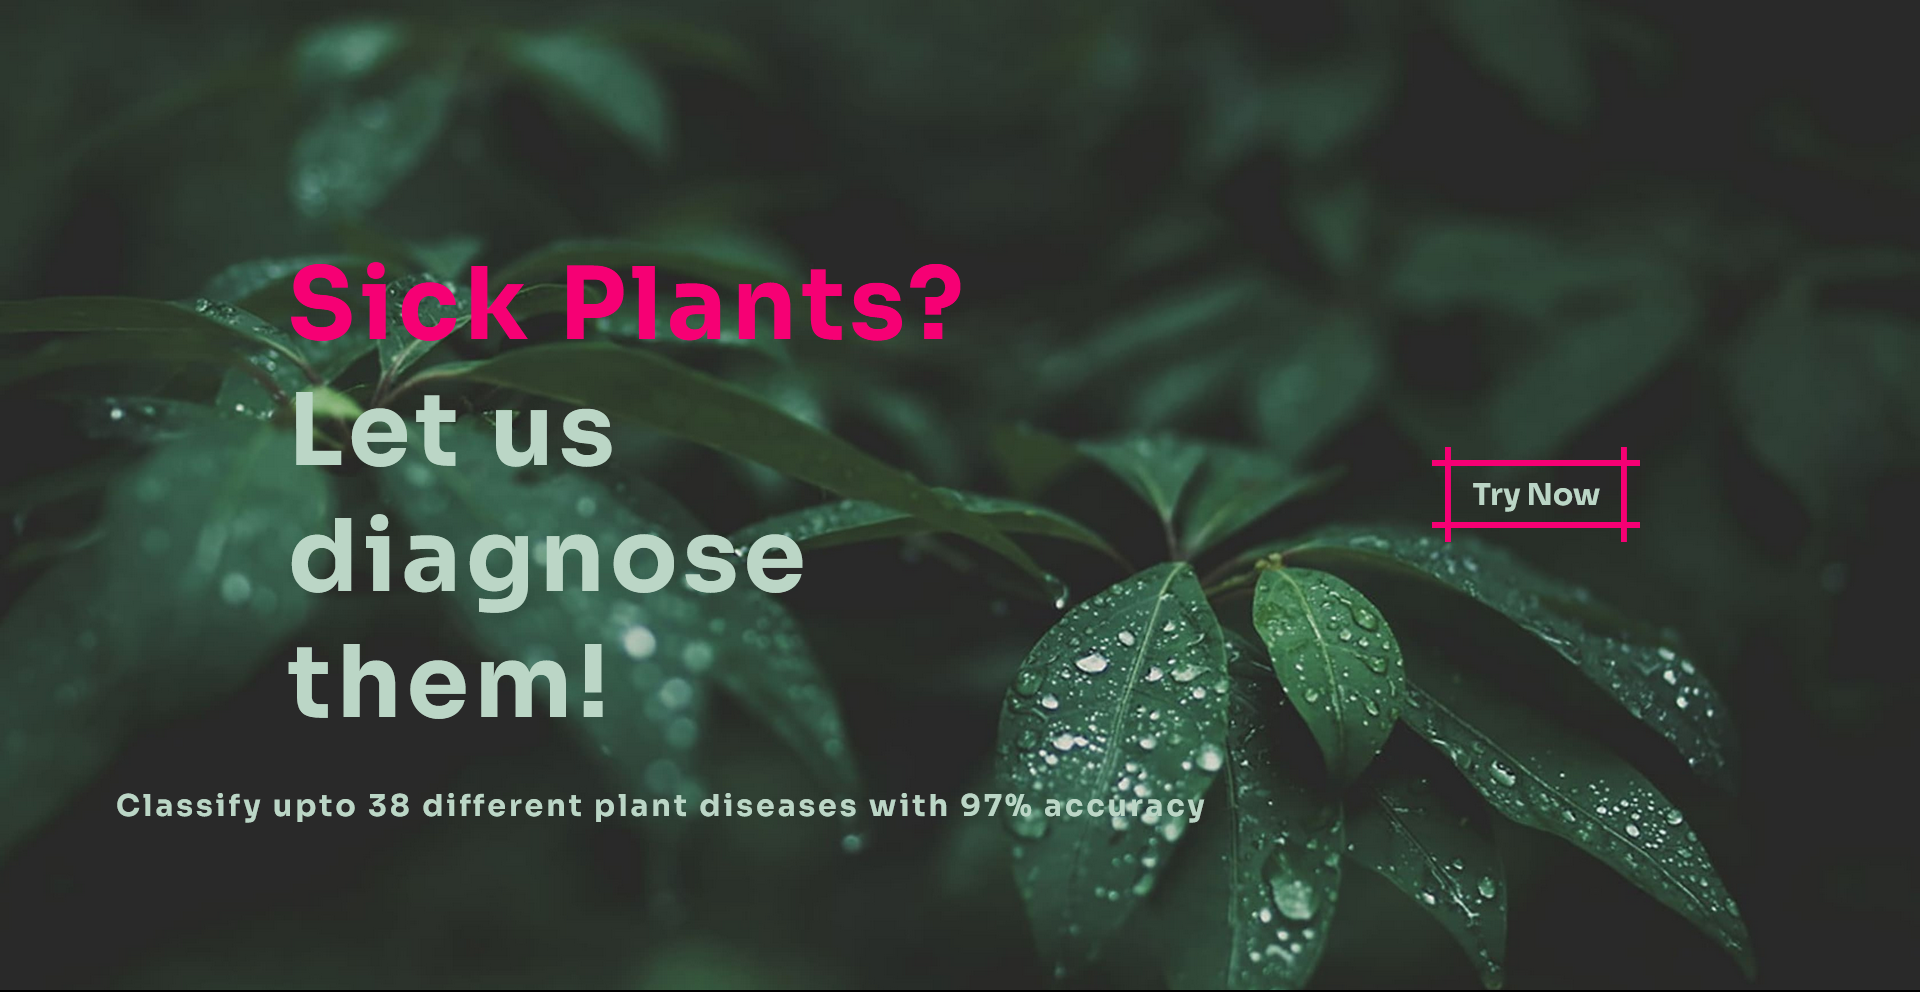 Sick Plants?
Let us
diagnose
them!
Try Now
Classify upto 38 different plant diseases with 97% accuracy